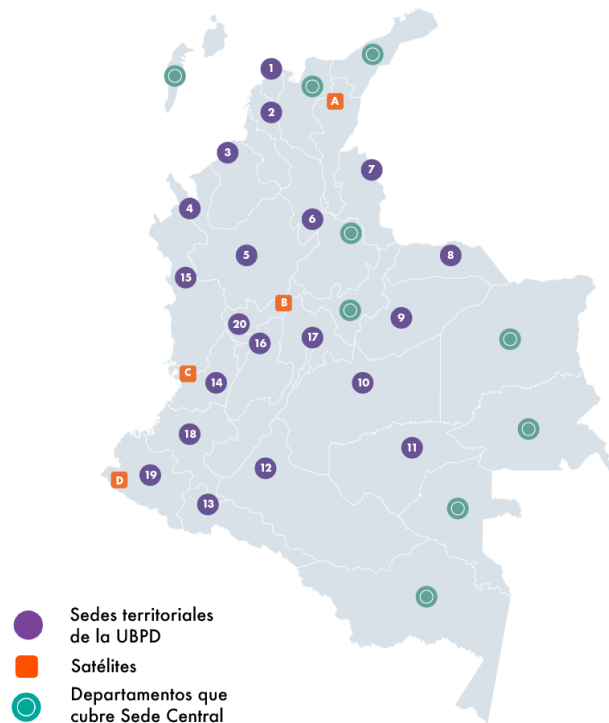 1
A
2
3
7
4
6
5
8
15
B
9
20
17
16
C
14
10
18
11
12
19
D
13
Sedes territoriales
de la UBPD
Satélites
Departamentos que
cubre Sede Central